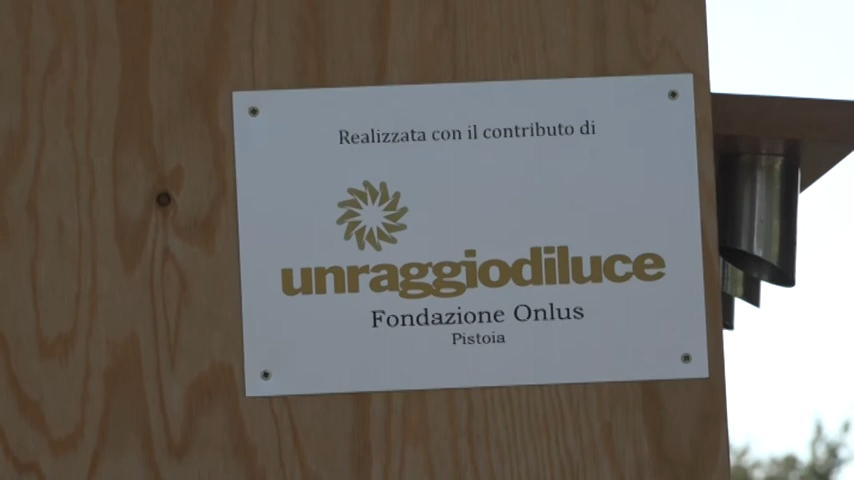 Realizzata con il contributo di
unraggiodiluce
Fondazione Onlus
Pistoia